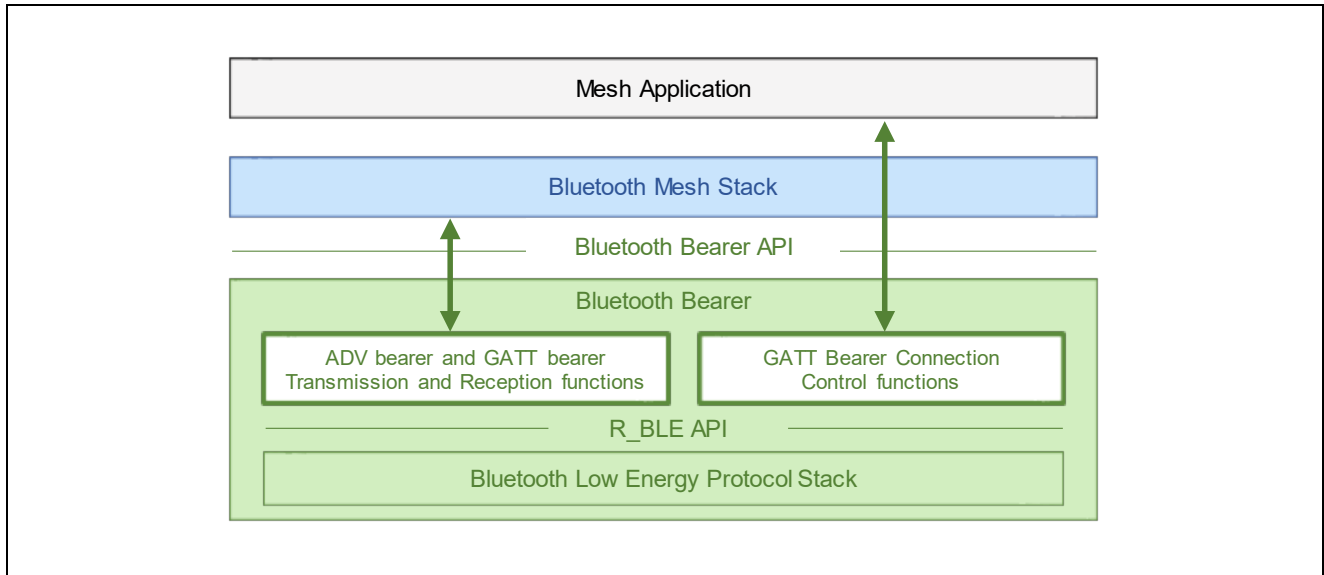 Mesh Application
Bluetooth Mesh Stack
Bluetooth Bearer API
Bluetooth Bearer
ADV bearer and GATT bearer
Transmission and Reception functions
GATT Bearer Connection
Control functions
R_BLE API
Bluetooth Low Energy Protocol Stack